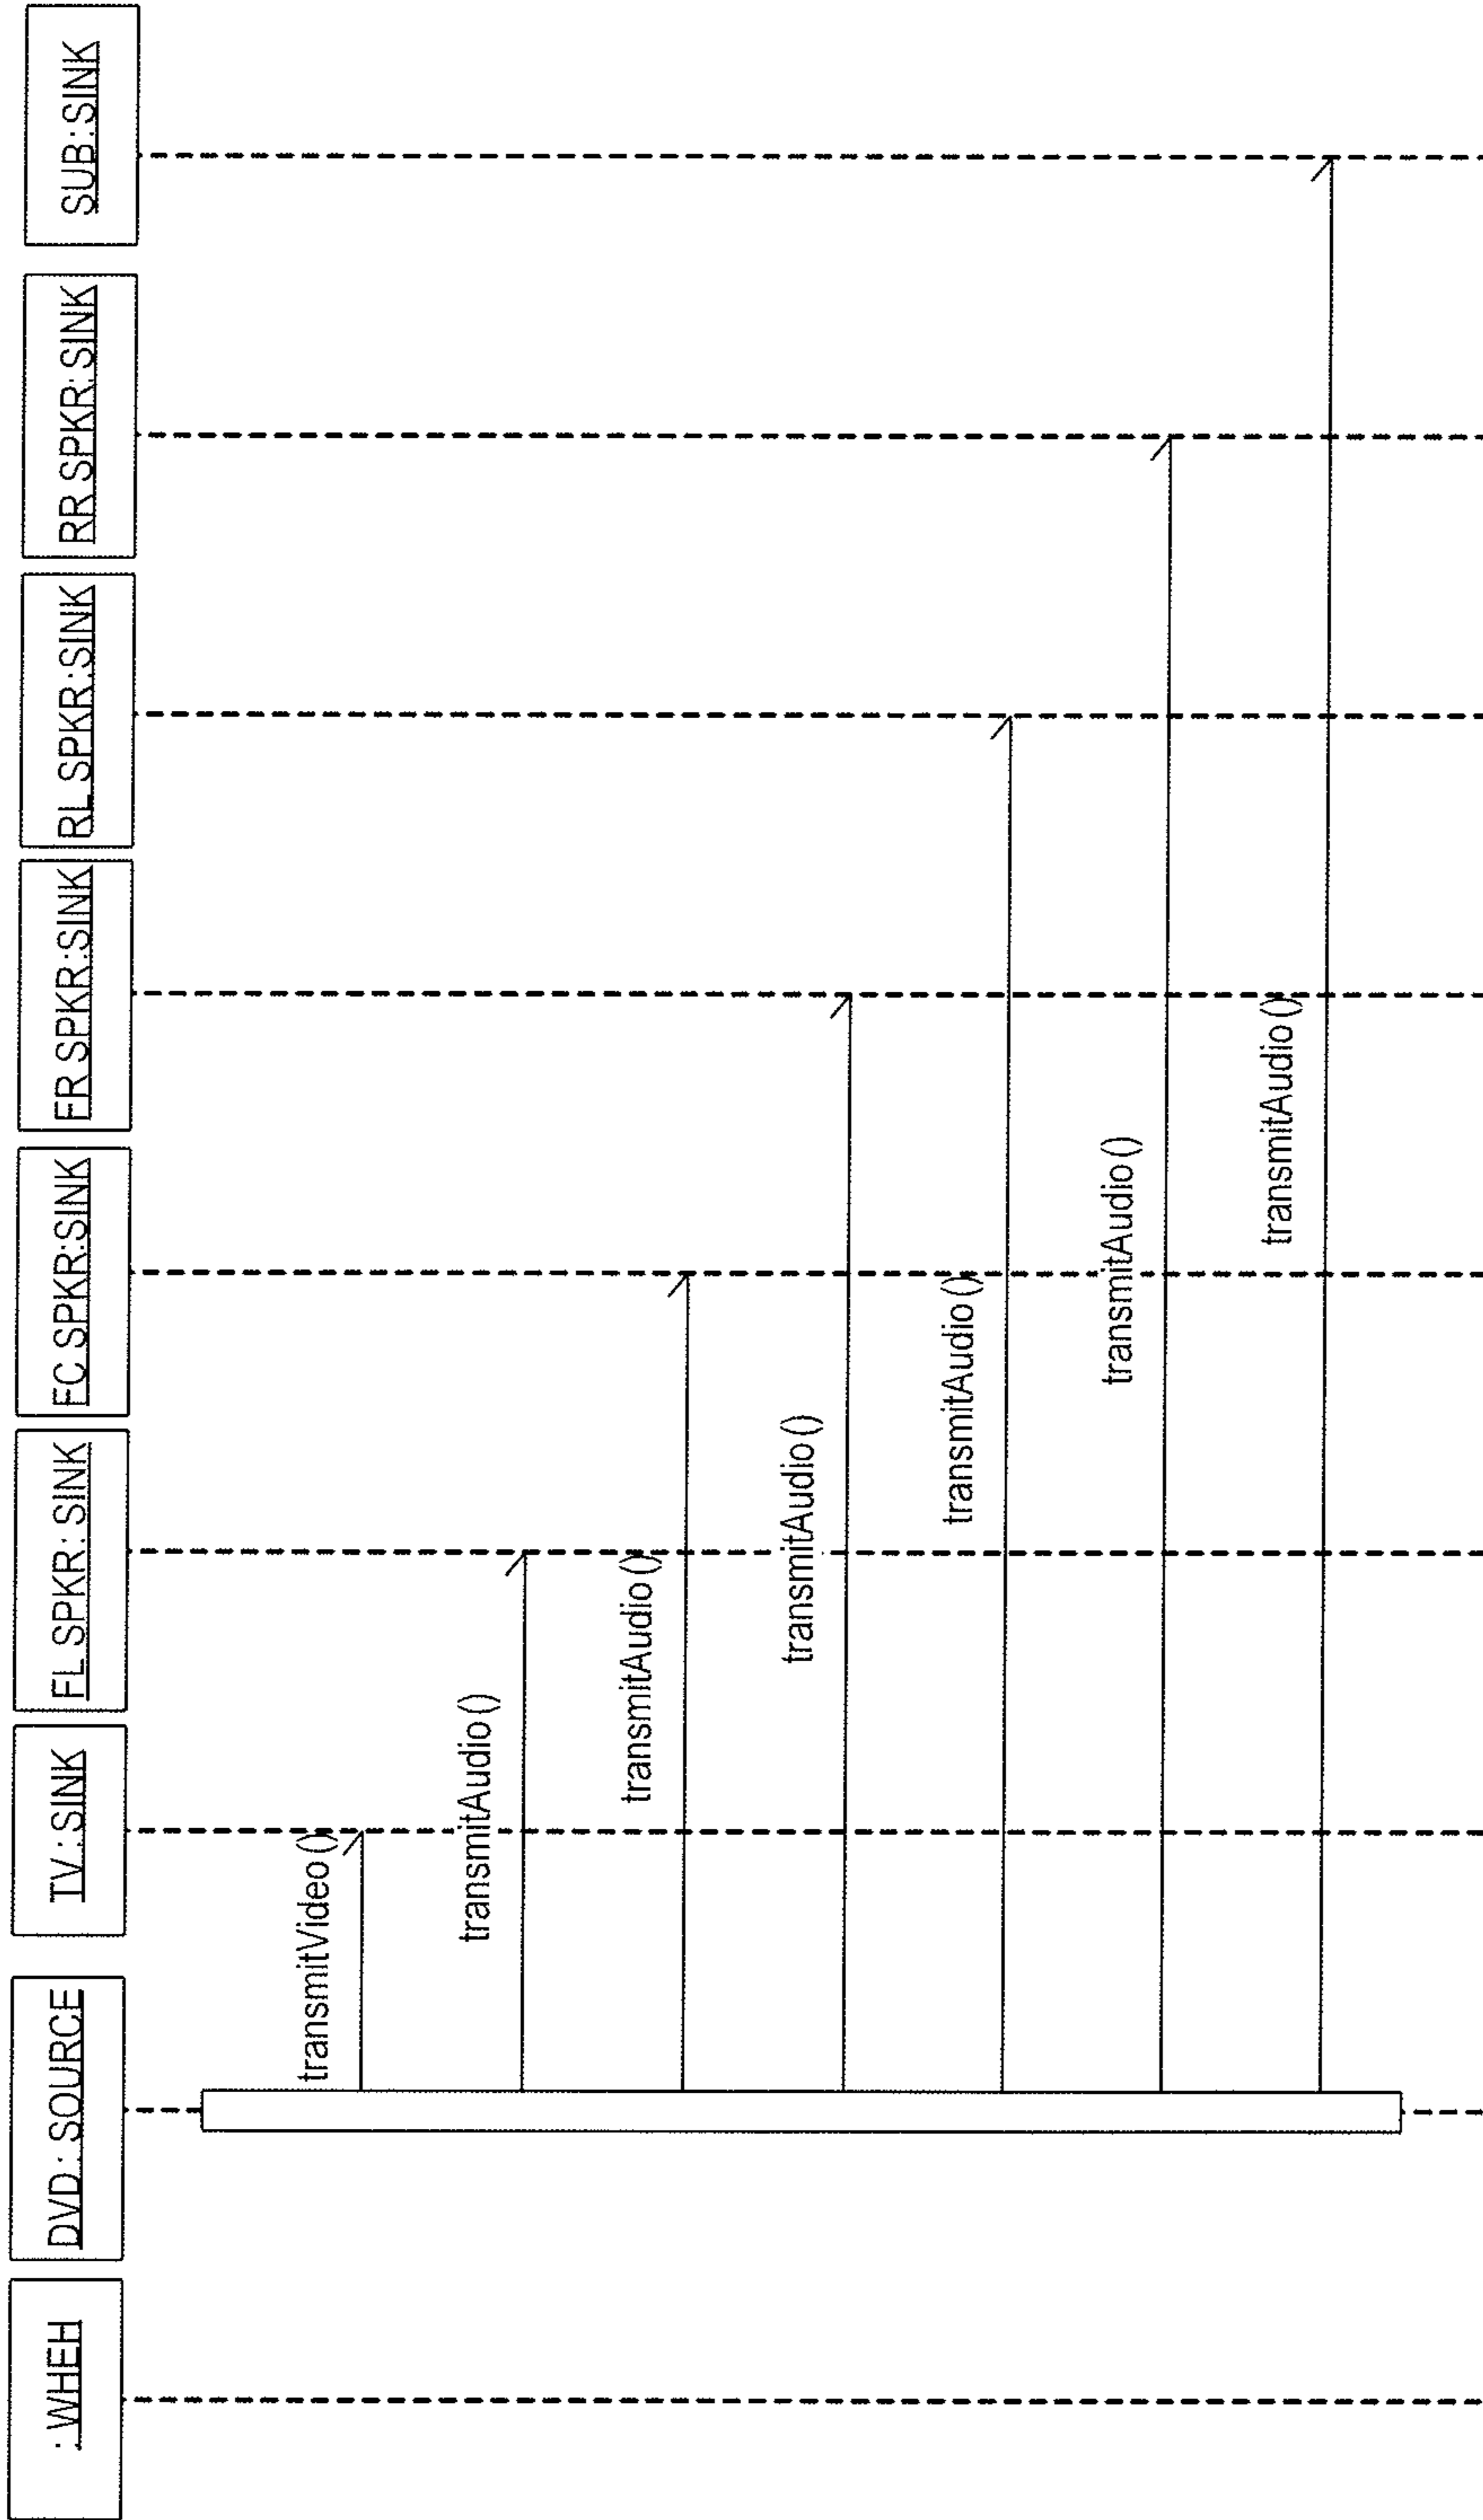 : WHEH
DVD : SOURCE
TV : SINK
FL SPKR: SINK
FC SPKR:SINK
FR SPKR:SINK
RL SPKR:SINK
RR SPKR:SINK
SUB:SINK
transmitVideo ()
transmitAudio ()
transmitAudio ()
transmitAudio ()
transmitAudio ()
transmitAudio ()
transmitAudio ()